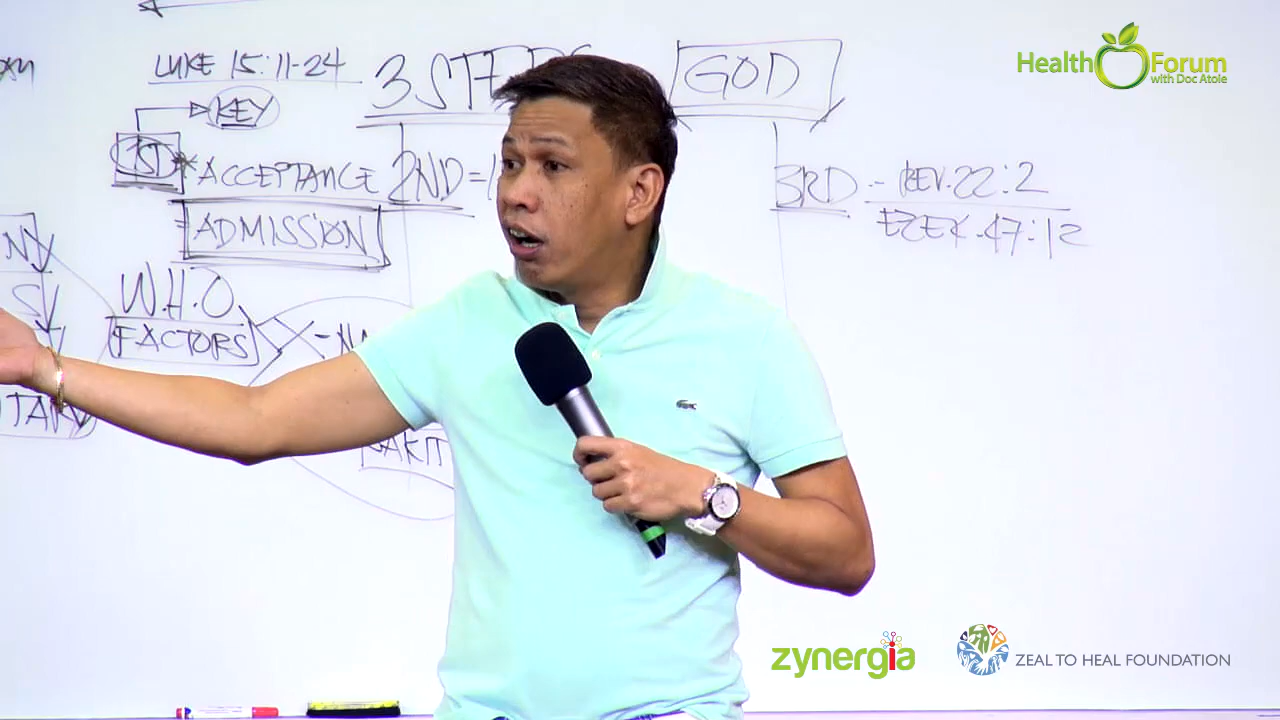 LUKE 15:11-24
KEY
3 STEPS
GOD
1ST * ACCEPTANCE
ADMISSION
2ND =
3RD - REV. 22:2
EZEK. 47:12
W.H.O
FACTORS
Health Forum
with Doc Atole
zynergia
ZEAL TO HEAL FOUNDATION